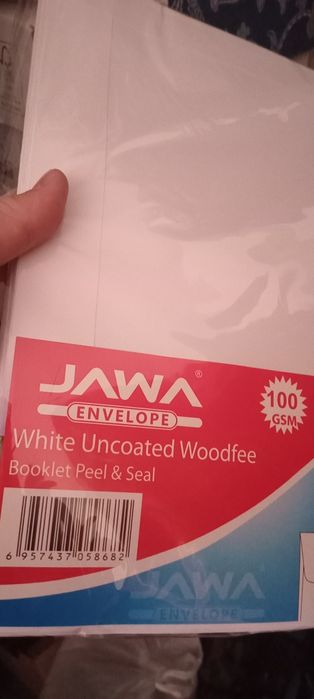 JAWA®
ENVELOPE
100
GSM
White Uncoated Woodfee
Booklet Peel & Seal
6 957437 058682
JAWA
ENVELOPE